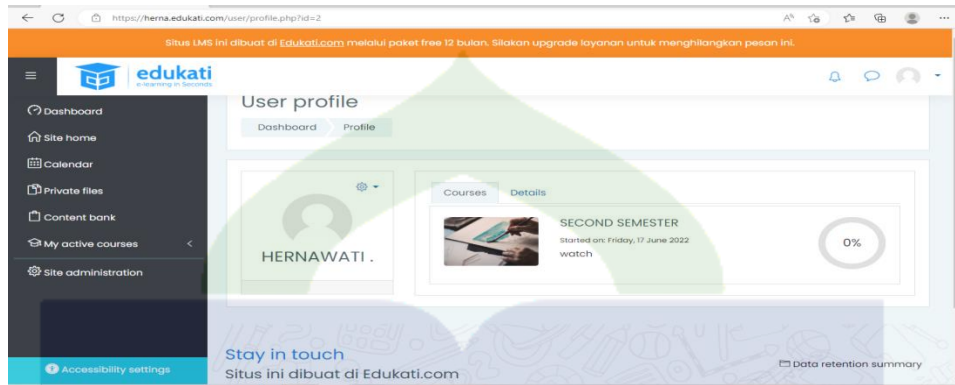 https://herna.edukati.com/user/profile.php?id=2
Situs LMS ini dibuat di Edukati.com melalui paket free 12 bulan. Silakan upgrade layanan untuk menghilangkan pesan ini.
edukati
e-learning in Seconds
Dashboard
Site home
Calendar
Private files
Content bank
My active courses
Site administration
Accessibility settings
User profile
Dashboard
Profile
HERNAWATI .
Courses
Details
SECOND SEMESTER
Started on: Friday, 17 June 2022
watch
0%
Stay in touch
Situs ini dibuat di Edukati.com
Data retention summary